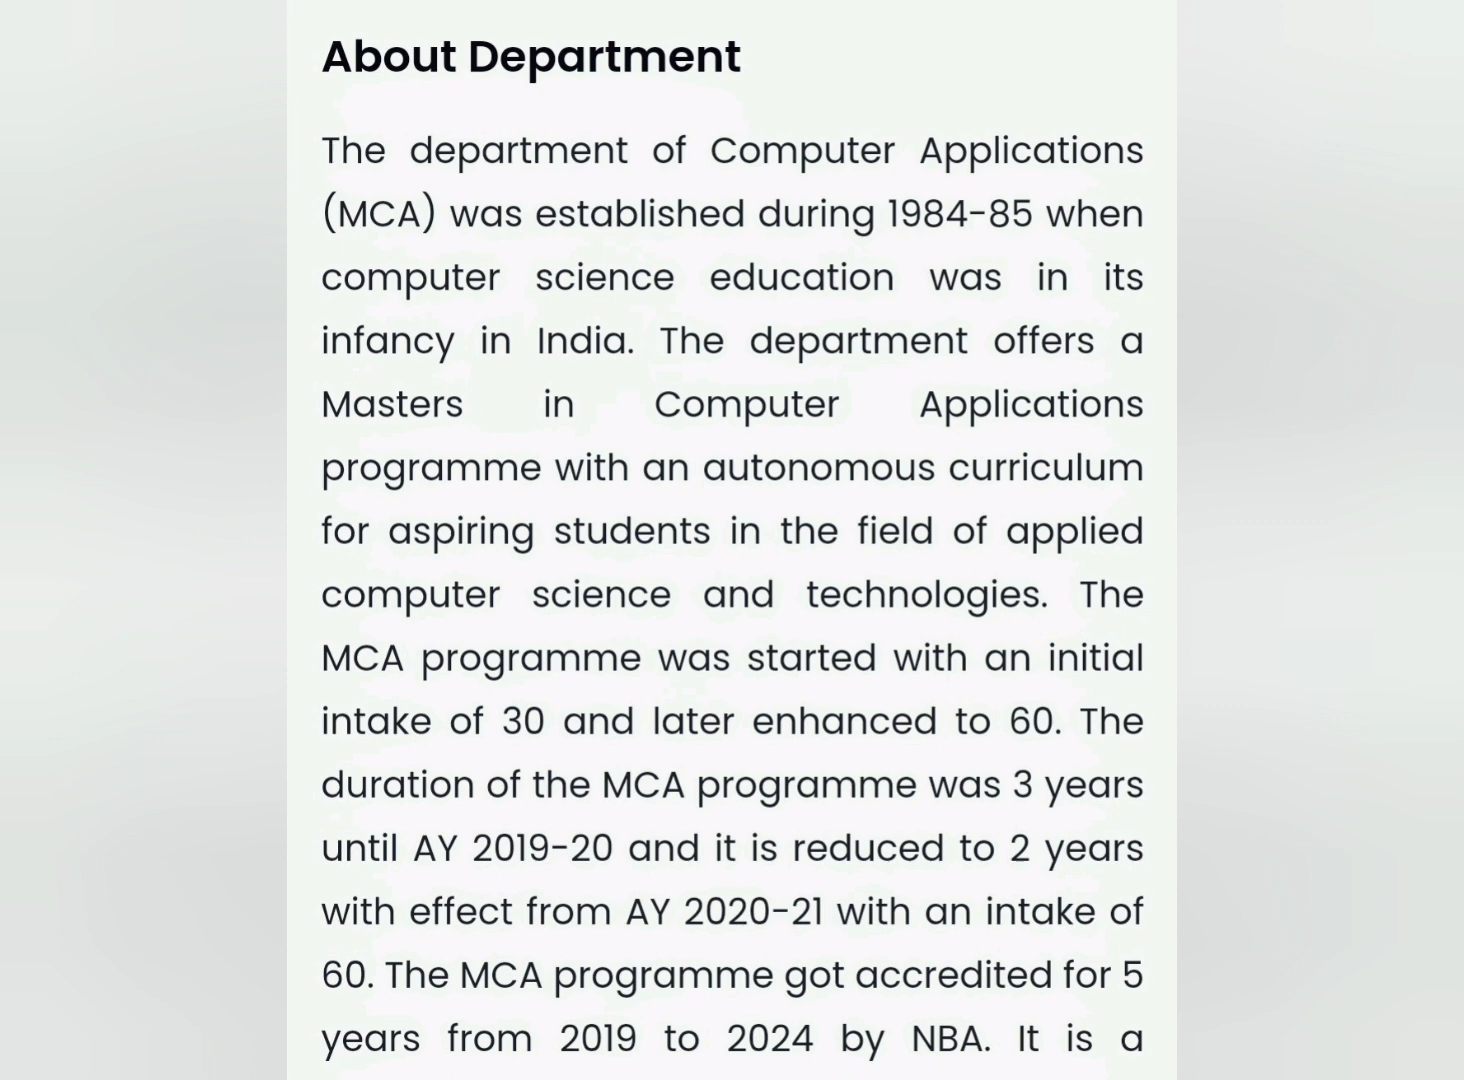 About Department
The department of Computer Applications
(MCA) was established during 1984-85 when
computer science education was in its
infancy in India. The department offers a
Masters in Computer Applications
programme with an autonomous curriculum
for aspiring students in the field of applied
computer science and technologies. The
MCA programme was started with an initial
intake of 30 and later enhanced to 60. The
duration of the MCA programme was 3 years
until AY 2019-20 and it is reduced to 2 years
with effect from AY 2020-21 with an intake of
60. The MCA programme got accredited for 5
years from 2019 to 2024 by NBA. It is a